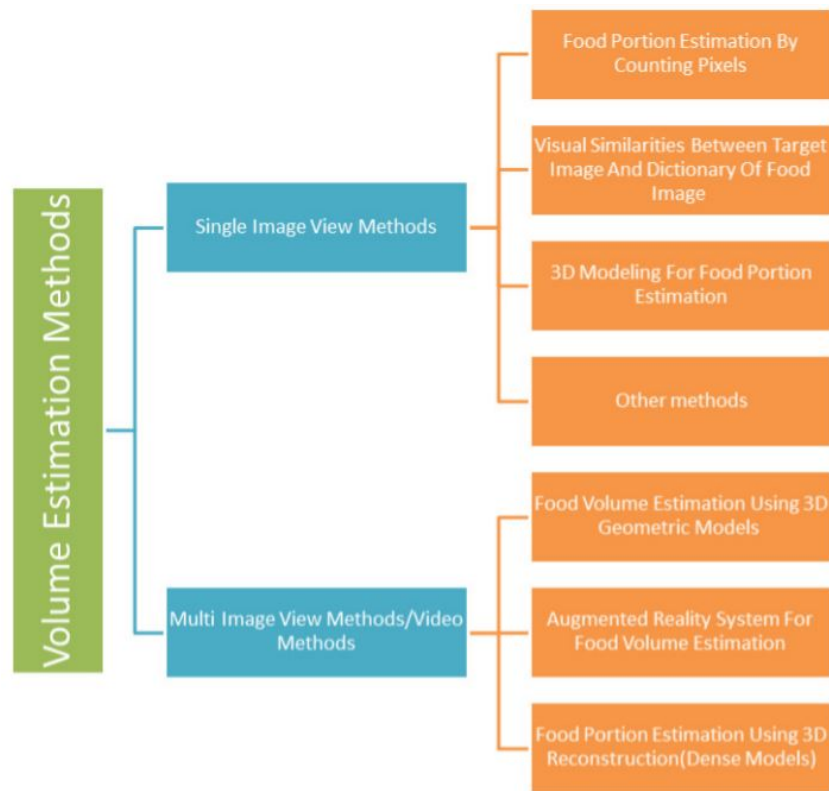 Volume Estimation Methods
Single Image View Methods
Food Portion Estimation By
Counting Pixels
Visual Similarities Between Target
Image And Dictionary Of Food
Image
3D Modeling For Food Portion
Estimation
Other methods
Multi Image View Methods/Video
Methods
Food Volume Estimation Using 3D
Geometric Models
Augmented Reality System For
Food Volume Estimation
Food Portion Estimation Using 3D
Reconstruction(Dense Models)